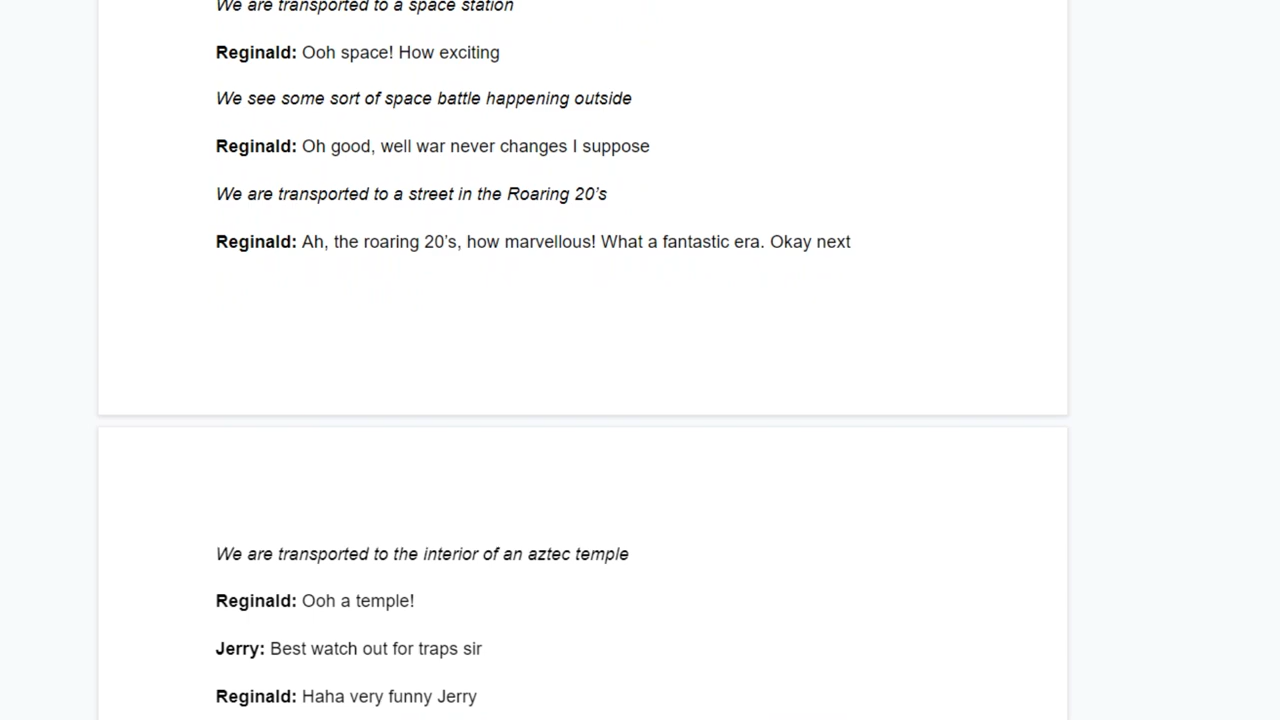 We are transported to a space station
Reginald: Ooh space! How exciting
We see some sort of space battle happening outside
Reginald: Oh good, well war never changes I suppose
We are transported to a street in the Roaring 20’s
Reginald: Ah, the roaring 20’s, how marvellous! What a fantastic era. Okay next
We are transported to the interior of an aztec temple
Reginald: Ooh a temple!
Jerry: Best watch out for traps sir
Reginald: Haha very funny Jerry